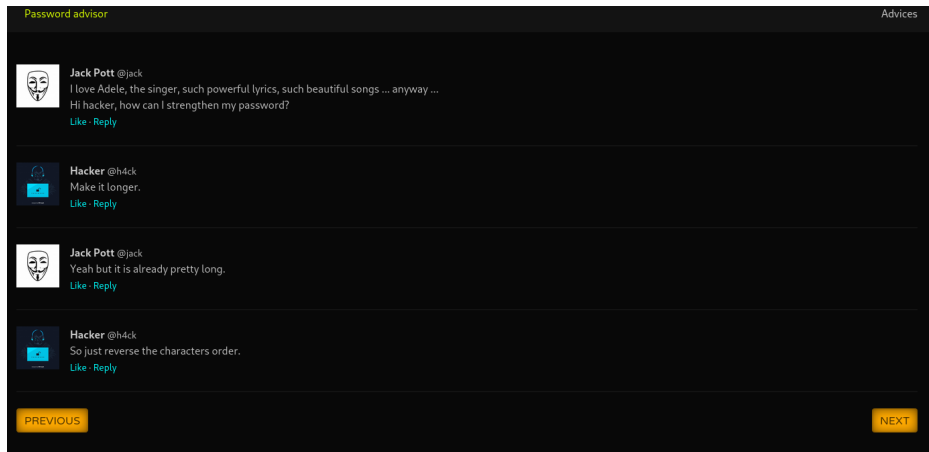 Password advisor
Advices
Jack Pott @jack
I love Adele, the singer, such powerful lyrics, such beautiful songs ... anyway ...
Hi hacker, how can I strengthen my password?
Like · Reply
Hacker @h4ck
Make it longer.
Like · Reply
Jack Pott @jack
Yeah but it is already pretty long.
Like · Reply
Hacker @h4ck
So just reverse the characters order.
Like · Reply
PREVIOUS
NEXT